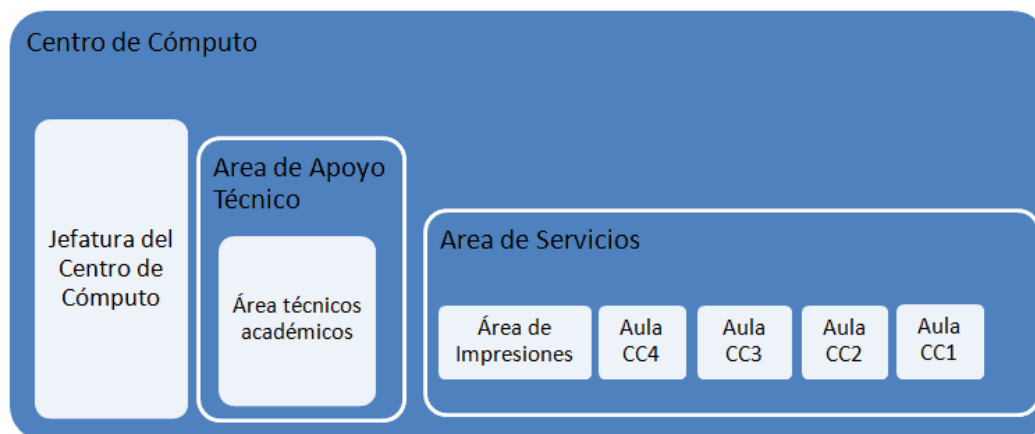 Centro de Cómputo
Jefatura del
Centro de
Cómputo
Area de Apoyo
Técnico
Área técnicos
académicos
Area de Servicios
Área de
Impresiones
Aula
CC4
Aula
CC3
Aula
CC2
Aula
CC1